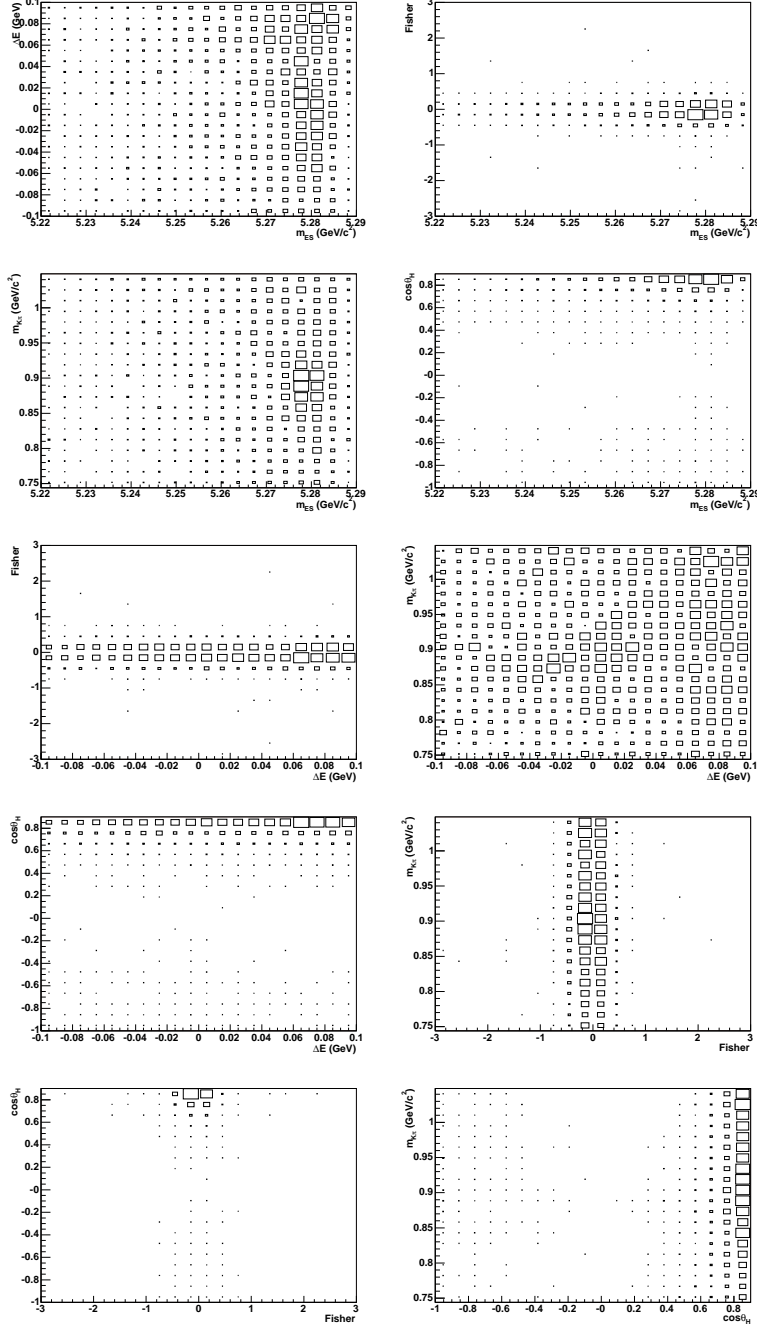 ΔE (GeV)
0.1
0.08
0.06
0.04
0.02
0
-0.02
-0.04
-0.06
-0.08
-0.1
5.22 5.23 5.24 5.25 5.26 5.27 5.28 5.29
mES (GeV/c2)
Fisher
3
2
1
0
-1
-2
-3
5.22 5.23 5.24 5.25 5.26 5.27 5.28 5.29
mES (GeV/c2)
mKπ (GeV/c2)
1
0.95
0.9
0.85
0.8
0.75
5.22 5.23 5.24 5.25 5.26 5.27 5.28 5.29
mES (GeV/c2)
cosθH
0.8
0.6
0.4
0.2
-0
-0.2
-0.4
-0.6
-0.8
-1
5.22 5.23 5.24 5.25 5.26 5.27 5.28 5.29
mES (GeV/c2)
Fisher
3
2
1
0
-1
-2
-3
-0.1 -0.08 -0.06 -0.04 -0.02 0 0.02 0.04 0.06 0.08 0.1
ΔE (GeV)
mKπ (GeV/c2)
1
0.95
0.9
0.85
0.8
0.75
-0.1 -0.08 -0.06 -0.04 -0.02 0 0.02 0.04 0.06 0.08 0.1
ΔE (GeV)
cosθH
0.8
0.6
0.4
0.2
-0
-0.2
-0.4
-0.6
-0.8
-1
-0.1 -0.08 -0.06 -0.04 -0.02 0 0.02 0.04 0.06 0.08 0.1
ΔE (GeV)
mKπ (GeV/c2)
1
0.95
0.9
0.85
0.8
0.75
-3 -2 -1 0 1 2 3
Fisher
cosθH
0.8
0.6
0.4
0.2
-0
-0.2
-0.4
-0.6
-0.8
-1
-3 -2 -1 0 1 2 3
Fisher
mKπ (GeV/c2)
1
0.95
0.9
0.85
0.8
0.75
-1 -0.8 -0.6 -0.4 -0.2 -0 0.2 0.4 0.6 0.8
cosθH